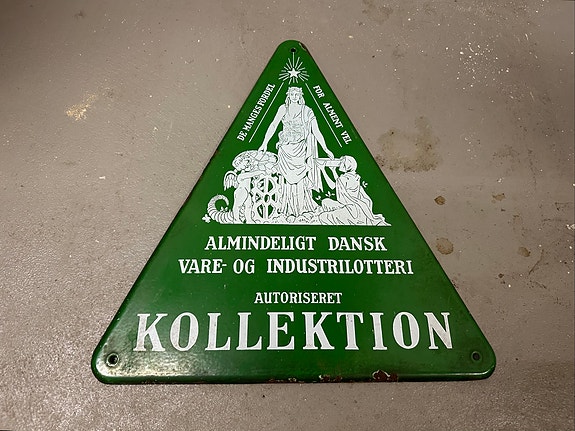 DE MANGES FORDEL
FOR ALMENT VEL
ALMINDELIGT DANSK
VARE- OG INDUSTRILOTTERI
AUTORISERET
KOLLEKTION